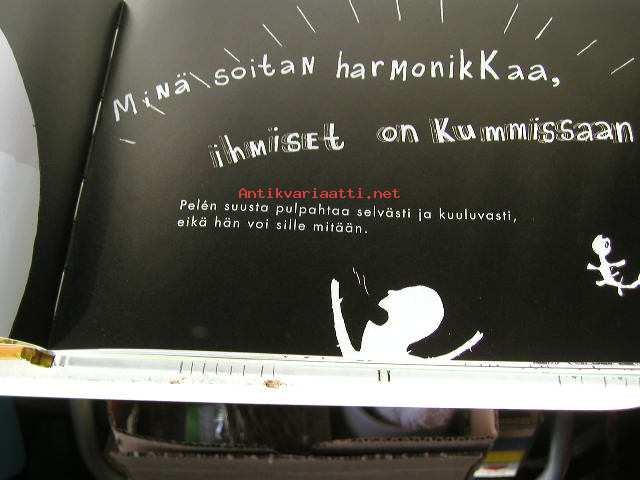 Minä soitan harmonikkaa,
ihmiset on kummissaan
Antikvariaatti.net
Pelén suusta pulpahtaa selvästi ja kuuluvasti,
eikä hän voi sille mitään.